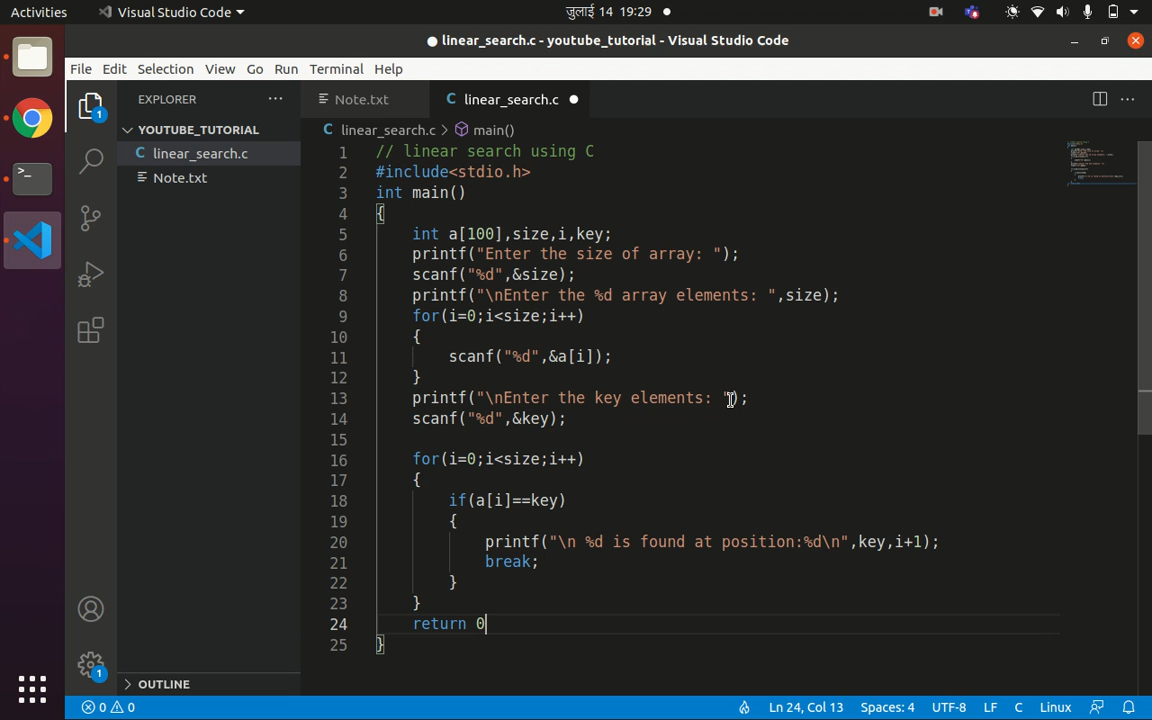 Activities Visual Studio Code जुलाई 14 19:29
linear_search.c - youtube_tutorial - Visual Studio Code
File Edit Selection View Go Run Terminal Help
EXPLORER
Note.txt
linear_search.c
YOUTUBE_TUTORIAL
C linear_search.c
Note.txt
OUTLINE
C linear_search.c > main()
1 // linear search using C
2 #include<stdio.h>
3 int main()
4 {
5 int a[100],size,i,key;
6 printf("Enter the size of array: ");
7 scanf("%d",&size);
8 printf("\nEnter the %d array elements: ",size);
9 for(i=0;i<size;i++)
10 {
11 scanf("%d",&a[i]);
12 }
13 printf("\nEnter the key elements: ");
14 scanf("%d",&key);
15
16 for(i=0;i<size;i++)
17 {
18 if(a[i]==key)
19 {
20 printf("\n %d is found at position:%d\n",key,i+1);
21 break;
22 }
23 }
24 return 0
25 }
0 0 Ln 24, Col 13 Spaces: 4 UTF-8 LF C Linux